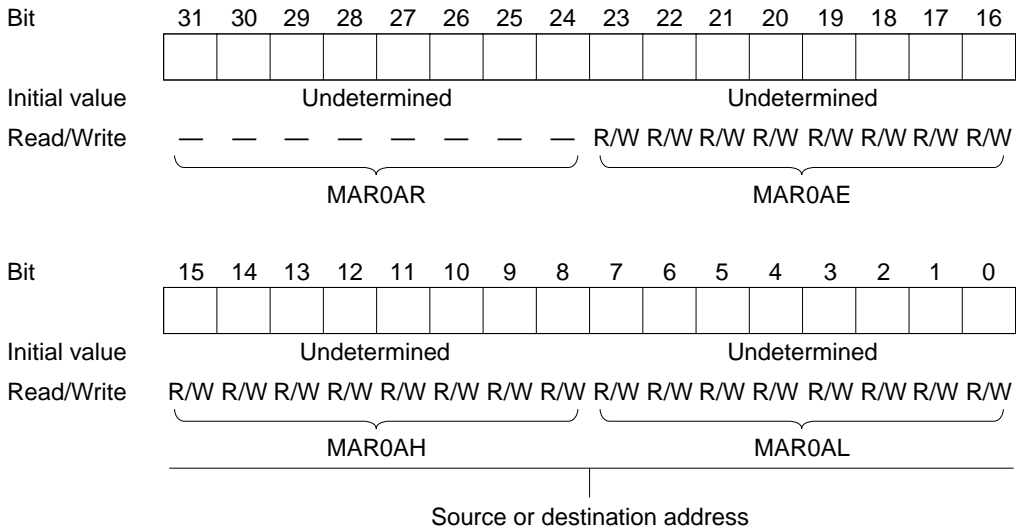 Bit 31 30 29 28 27 26 25 24 23 22 21 20 19 18 17 16
Initial value Undetermined Undetermined
Read/Write — — — — — — — — R/W R/W R/W R/W R/W R/W R/W R/W
MAR0AR MAR0AE
Bit 15 14 13 12 11 10 9 8 7 6 5 4 3 2 1 0
Initial value Undetermined Undetermined
Read/Write R/W R/W R/W R/W R/W R/W R/W R/W R/W R/W R/W R/W R/W R/W R/W R/W
MAR0AH MAR0AL
Source or destination address